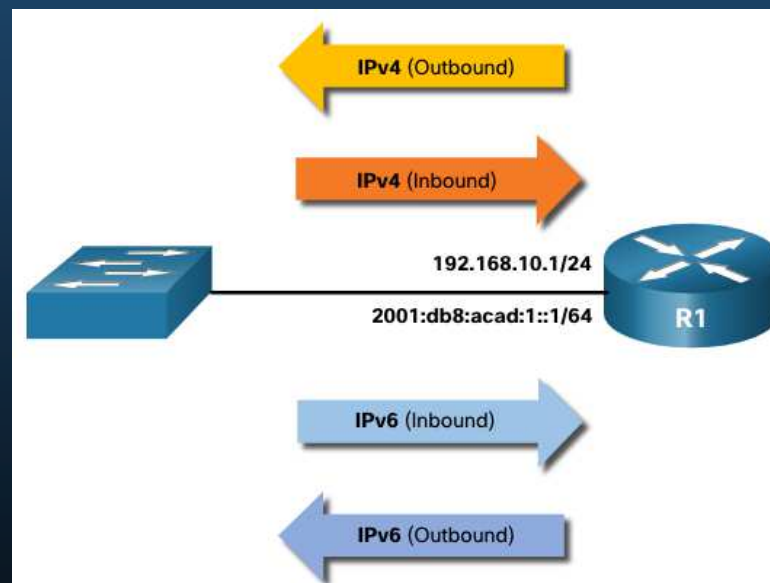 IPv4 (Outbound)
IPv4 (Inbound)
192.168.10.1/24
2001:db8:acad:1::1/64
R1
IPv6 (Inbound)
IPv6 (Outbound)